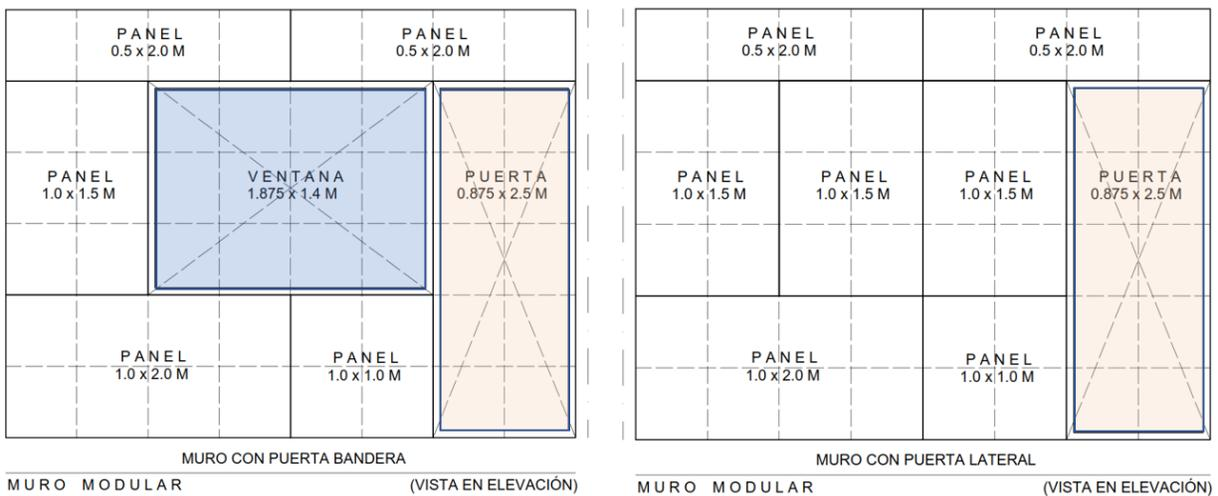 PANEL
0.5 x 2.0 M
PANEL
0.5 x 2.0 M
PANEL
1.0 x 1.5 M
VENTANA
1.875 x 1.4 M
PUERTA
0.875 x 2.5 M
PANEL
1.0 x 2.0 M
PANEL
1.0 x 1.0 M
MURO CON PUERTA BANDERA
MURO MODULAR (VISTA EN ELEVACIÓN)
PANEL
0.5 x 2.0 M
PANEL
0.5 x 2.0 M
PANEL
1.0 x 1.5 M
PANEL
1.0 x 1.5 M
PANEL
1.0 x 1.5 M
PUERTA
0.875 x 2.5 M
PANEL
1.0 x 2.0 M
PANEL
1.0 x 1.0 M
MURO CON PUERTA LATERAL
MURO MODULAR (VISTA EN ELEVACIÓN)